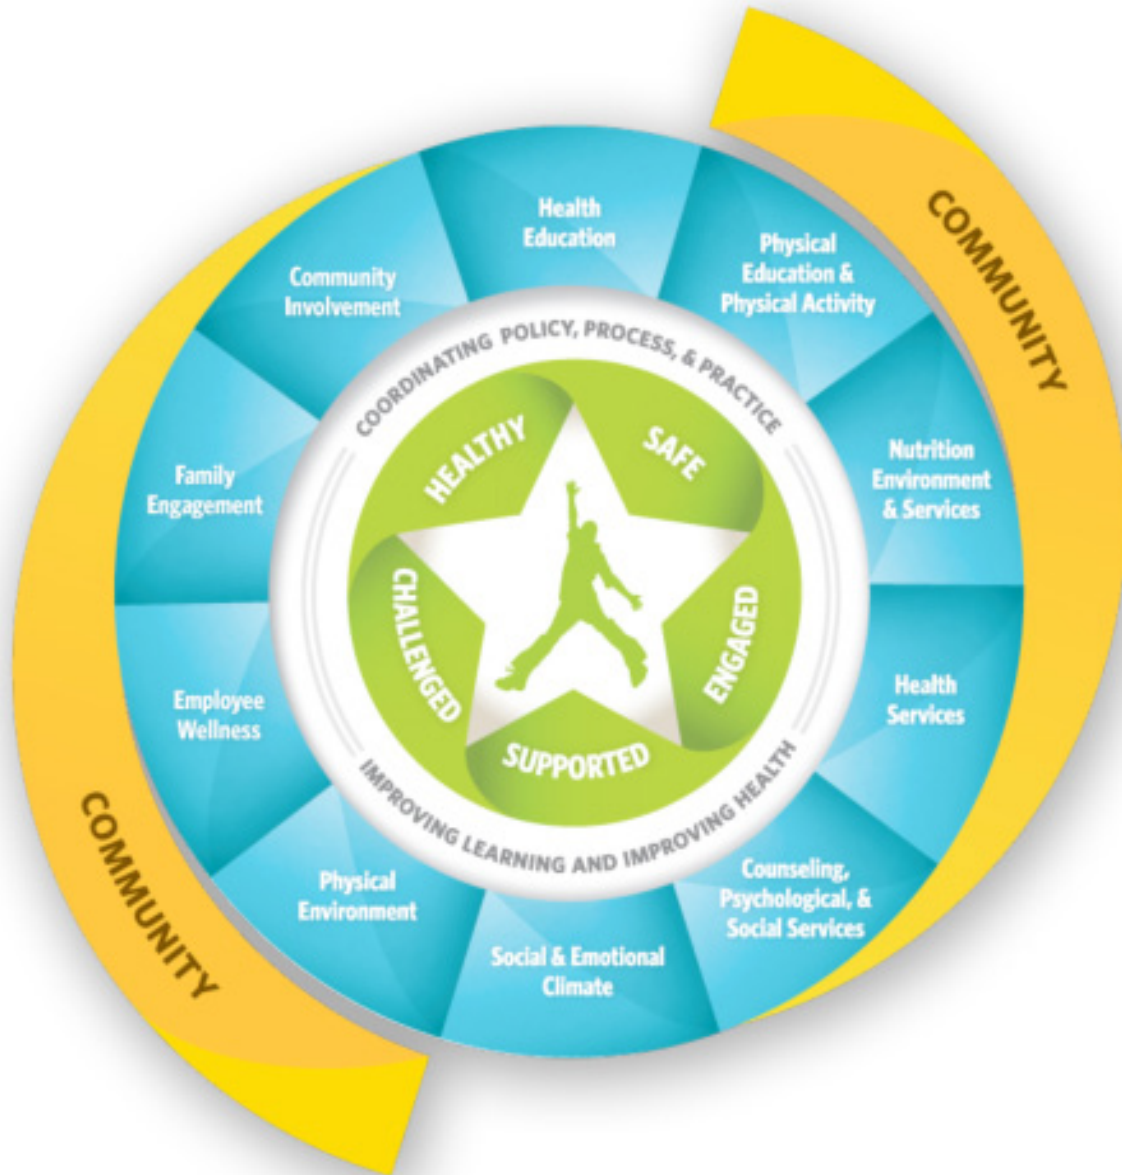 COMMUNITY
Health
Education
Physical
Education &
Physical Activity
Nutrition
Environment
& Services
Health
Services
Counseling,
Psychological, &
Social Services
Social & Emotional
Climate
Physical
Environment
Employee
Wellness
Family
Engagement
Community
Involvement
COORDINATING POLICY, PROCESS, & PRACTICE
IMPROVING LEARNING AND IMPROVING HEALTH
HEALTHY
SAFE
ENGAGED
SUPPORTED
CHALLENGED
COMMUNITY